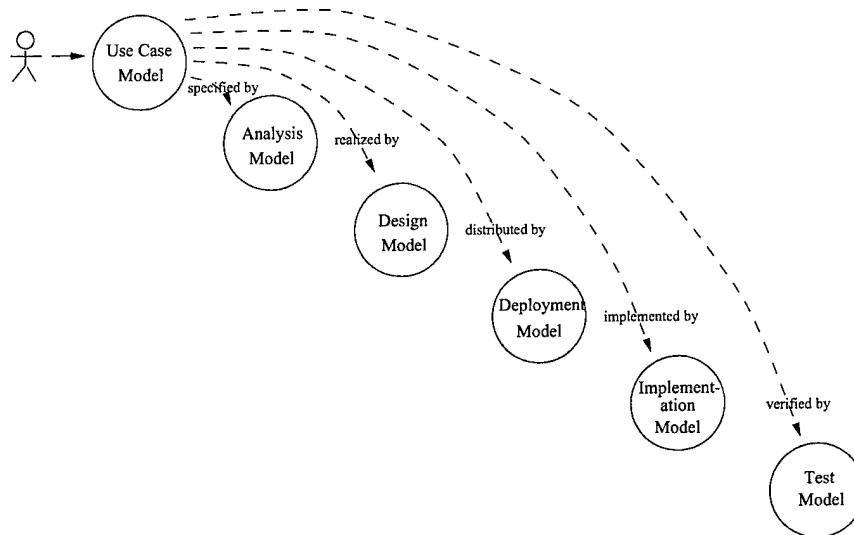 Use Case
Model
specified by
Analysis
Model
realized by
Design
Model
distributed by
Deployment
Model
implemented by
Implement-
ation
Model
verified by
Test
Model